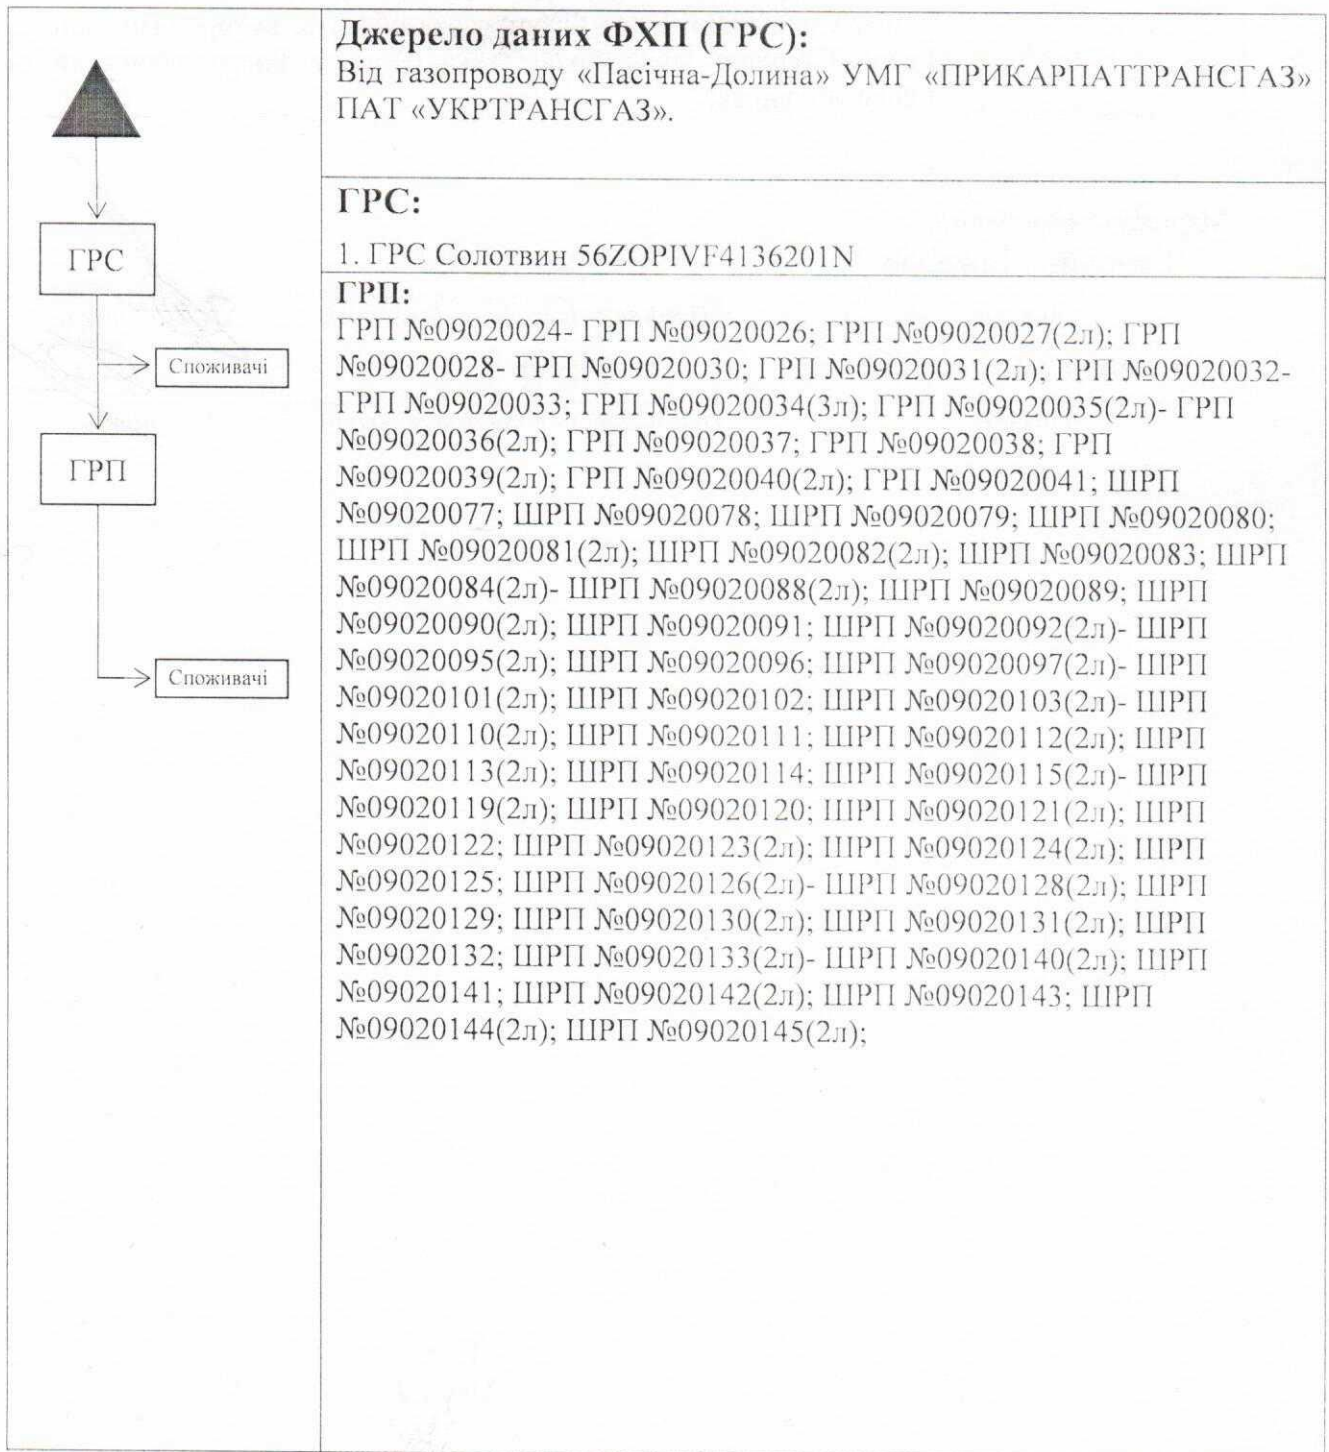 ГРС
Споживачі
ГРП
Споживачі
Джерело даних ФХП (ГРС):
Від газопроводу «Пасічна-Долина» УМГ «ПРИКАРПАТТРАНСГАЗ»
ПАТ «УКРТРАНСГАЗ».
ГРС:
1. ГРС Солотвин 56ZOPIVF4136201N
ГРП:
ГРП №09020024- ГРП №09020026; ГРП №09020027(2л); ГРП
№09020028- ГРП №09020030; ГРП №09020031(2л); ГРП №09020032-
ГРП №09020033; ГРП №09020034(3л); ГРП №09020035(2л)- ГРП
№09020036(2л); ГРП №09020037; ГРП №09020038; ГРП
№09020039(2л); ГРП №09020040(2л); ГРП №09020041; ШРП
№09020077; ШРП №09020078; ШРП №09020079; ШРП №09020080;
ШРП №09020081(2л); ШРП №09020082(2л); ШРП №09020083; ШРП
№09020084(2л)- ШРП №09020088(2л); ШРП №09020089; ШРП
№09020090(2л); ШРП №09020091; ШРП №09020092(2л)- ШРП
№09020095(2л); ШРП №09020096; ШРП №09020097(2л)- ШРП
№09020101(2л); ШРП №09020102; ШРП №09020103(2л)- ШРП
№09020110(2л); ШРП №09020111; ШРП №09020112(2л); ШРП
№09020113(2л); ШРП №09020114; ШРП №09020115(2л)- ШРП
№09020119(2л); ШРП №09020120; ШРП №09020121(2л); ШРП
№09020122; ШРП №09020123(2л); ШРП №09020124(2л); ШРП
№09020125; ШРП №09020126(2л)- ШРП №09020128(2л); ШРП
№09020129; ШРП №09020130(2л); ШРП №09020131(2л); ШРП
№09020132; ШРП №09020133(2л)- ШРП №09020140(2л); ШРП
№09020141; ШРП №09020142(2л); ШРП №09020143; ШРП
№09020144(2л); ШРП №09020145(2л);